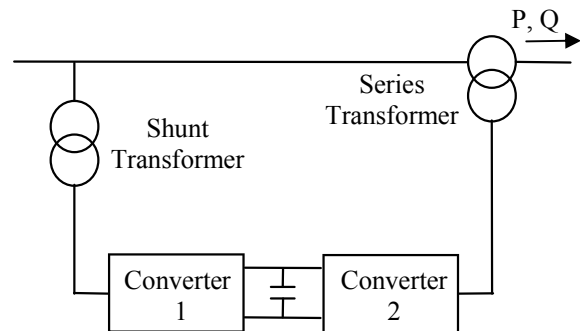 P, Q
Series
Transformer
Shunt
Transformer
Converter
1
Converter
2